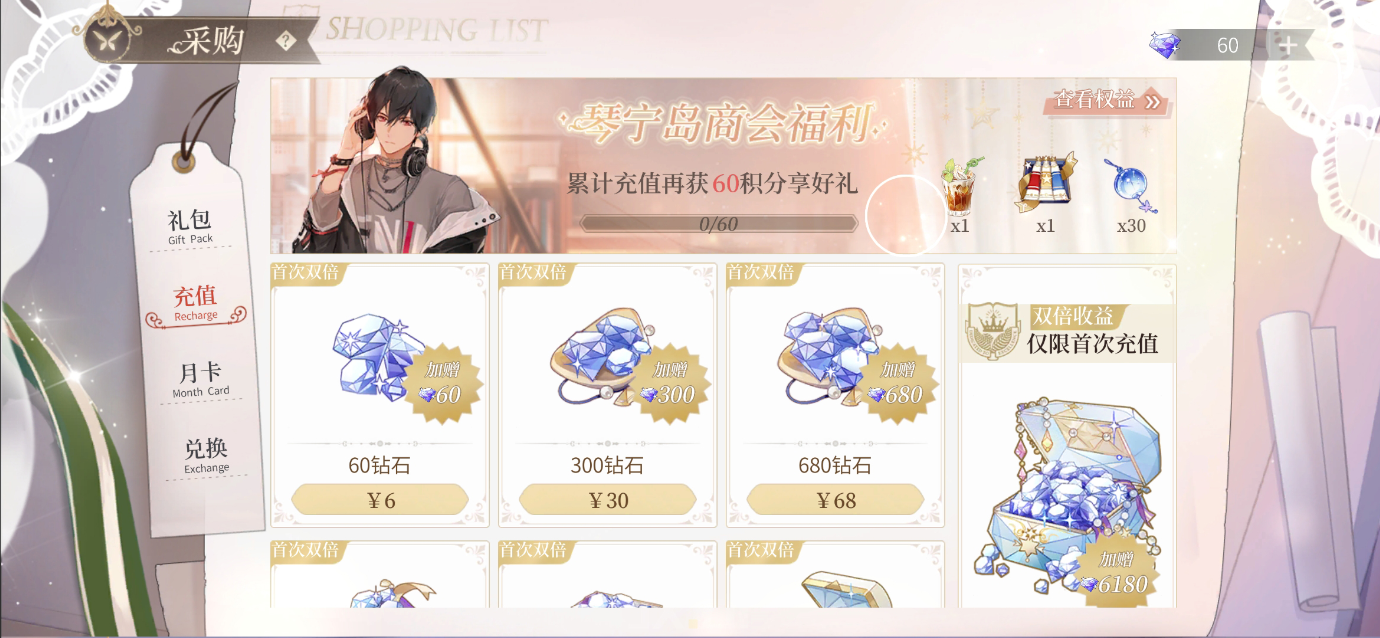 采购
?
SHOPPING LIST
60
+
礼包
Gift Pack
充值
Recharge
月卡
Month Card
兑换
Exchange
琴宁岛商会福利
查看权益
累计充值再获60积分享好礼
0/60
x1
x1
x30
首次双倍
加赠
60
60钻石
¥6
首次双倍
加赠
300
300钻石
¥30
首次双倍
加赠
680
680钻石
¥68
双倍收益
仅限首次充值
加赠
6180
首次双倍
首次双倍
首次双倍